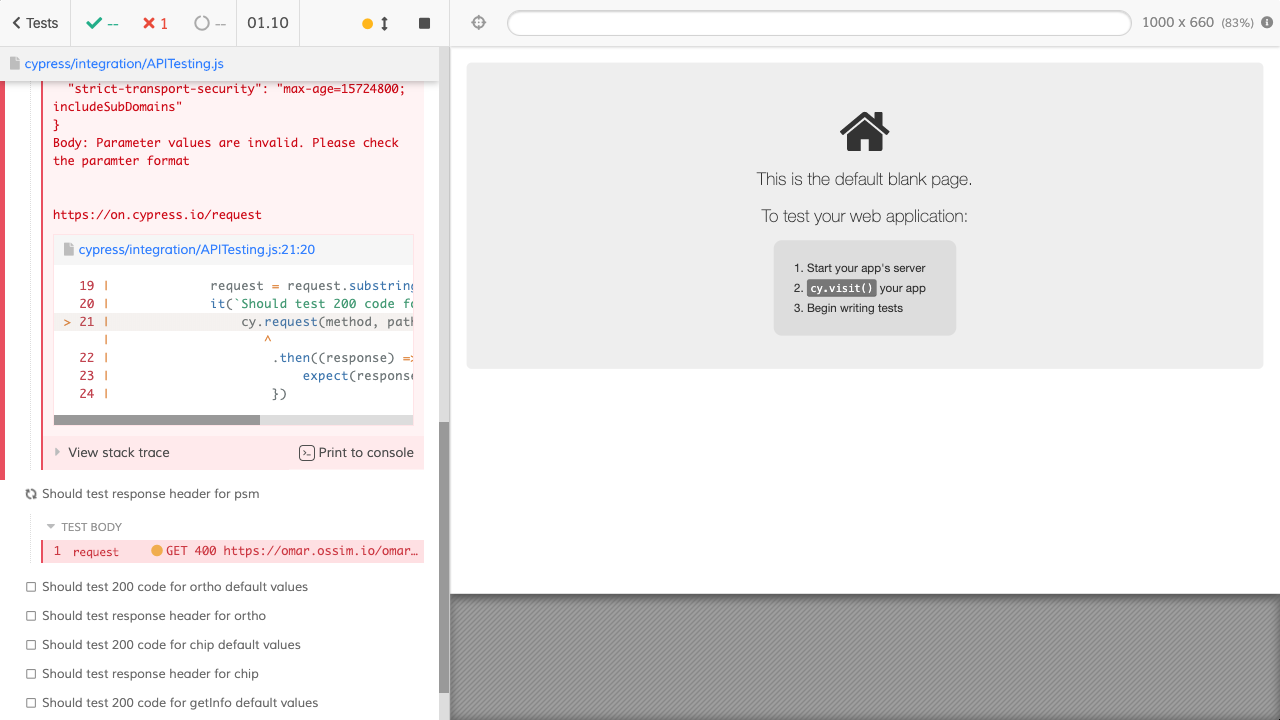 Tests
--
1
--
01.10
1000 x 660 (83%)
cypress/integration/APITesting.js
"strict-transport-security": "max-age=15724800;
includeSubDomains"
}
Body: Parameter values are invalid. Please check
the paramter format
https://on.cypress.io/request
cypress/integration/APITesting.js:21:20
19 | request = request.substring
20 | it(`Should test 200 code fo
> 21 | cy.request(method, path
| ^
22 | .then((response) =>
23 | expect(response
24 | })
View stack trace
Print to console
Should test response header for psm
TEST BODY
1 request GET 400 https://omar.ossim.io/omar…
Should test 200 code for ortho default values
Should test response header for ortho
Should test 200 code for chip default values
Should test response header for chip
Should test 200 code for getInfo default values
This is the default blank page.
To test your web application:
1. Start your app's server
2. cy.visit() your app
3. Begin writing tests